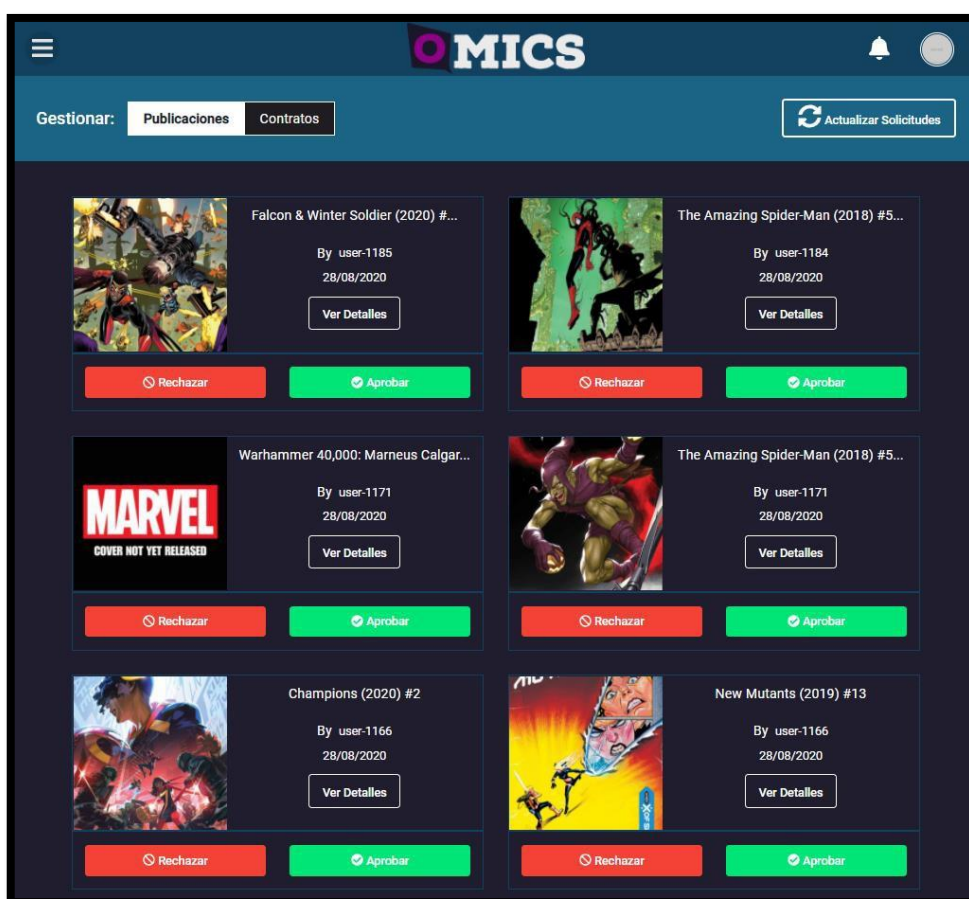 OMICS
Gestionar: Publicaciones Contratos Actualizar Solicitudes
Falcon & Winter Soldier (2020) #...
By user-1185
28/08/2020
Ver Detalles
Rechazar Aprobar
The Amazing Spider-Man (2018) #5...
By user-1184
28/08/2020
Ver Detalles
Rechazar Aprobar
MARVEL
COVER NOT YET RELEASED
Warhammer 40,000: Marneus Calgar...
By user-1171
28/08/2020
Ver Detalles
Rechazar Aprobar
The Amazing Spider-Man (2018) #5...
By user-1171
28/08/2020
Ver Detalles
Rechazar Aprobar
Champions (2020) #2
By user-1166
28/08/2020
Ver Detalles
Rechazar Aprobar
New Mutants (2019) #13
By user-1166
28/08/2020
Ver Detalles
Rechazar Aprobar